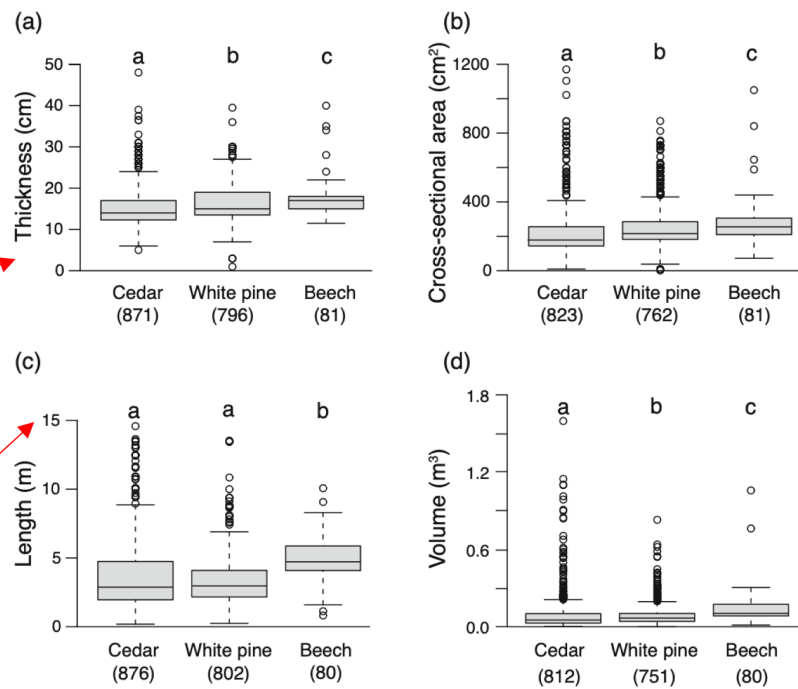 (a)
Thickness (cm)
50
40
30
20
10
0
a b c
Cedar White pine Beech
(871) (796) (81)
(b)
Cross-sectional area (cm²)
1200
800
400
0
a b c
Cedar White pine Beech
(823) (762) (81)
(c)
Length (m)
15
10
5
0
a a b
Cedar White pine Beech
(876) (802) (80)
(d)
Volume (m³)
1.8
1.2
0.6
0.0
a b c
Cedar White pine Beech
(812) (751) (80)